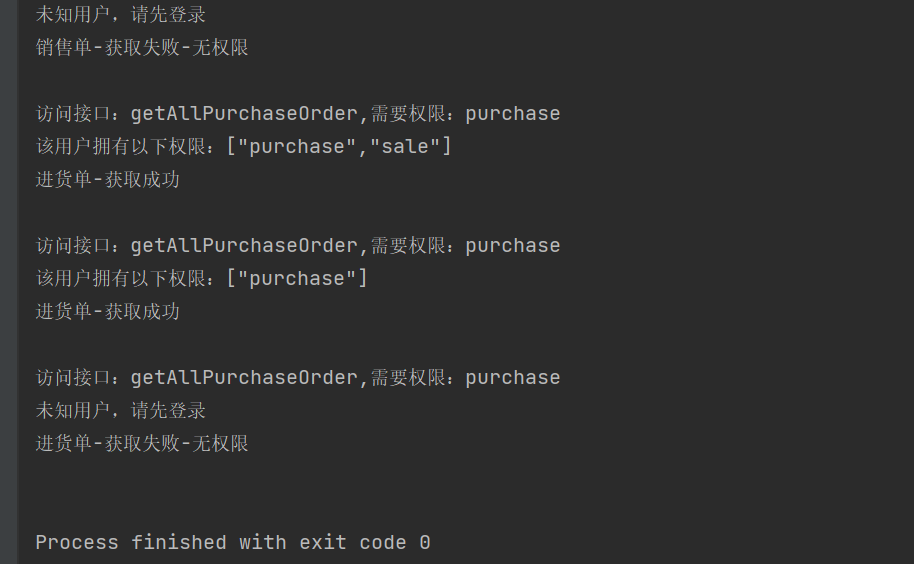 未知用户，请先登录
销售单-获取失败-无权限
访问接口：getAllPurchaseOrder,需要权限：purchase
该用户拥有以下权限：["purchase","sale"]
进货单-获取成功
访问接口：getAllPurchaseOrder,需要权限：purchase
该用户拥有以下权限：["purchase"]
进货单-获取成功
访问接口：getAllPurchaseOrder,需要权限：purchase
未知用户，请先登录
进货单-获取失败-无权限
Process finished with exit code 0